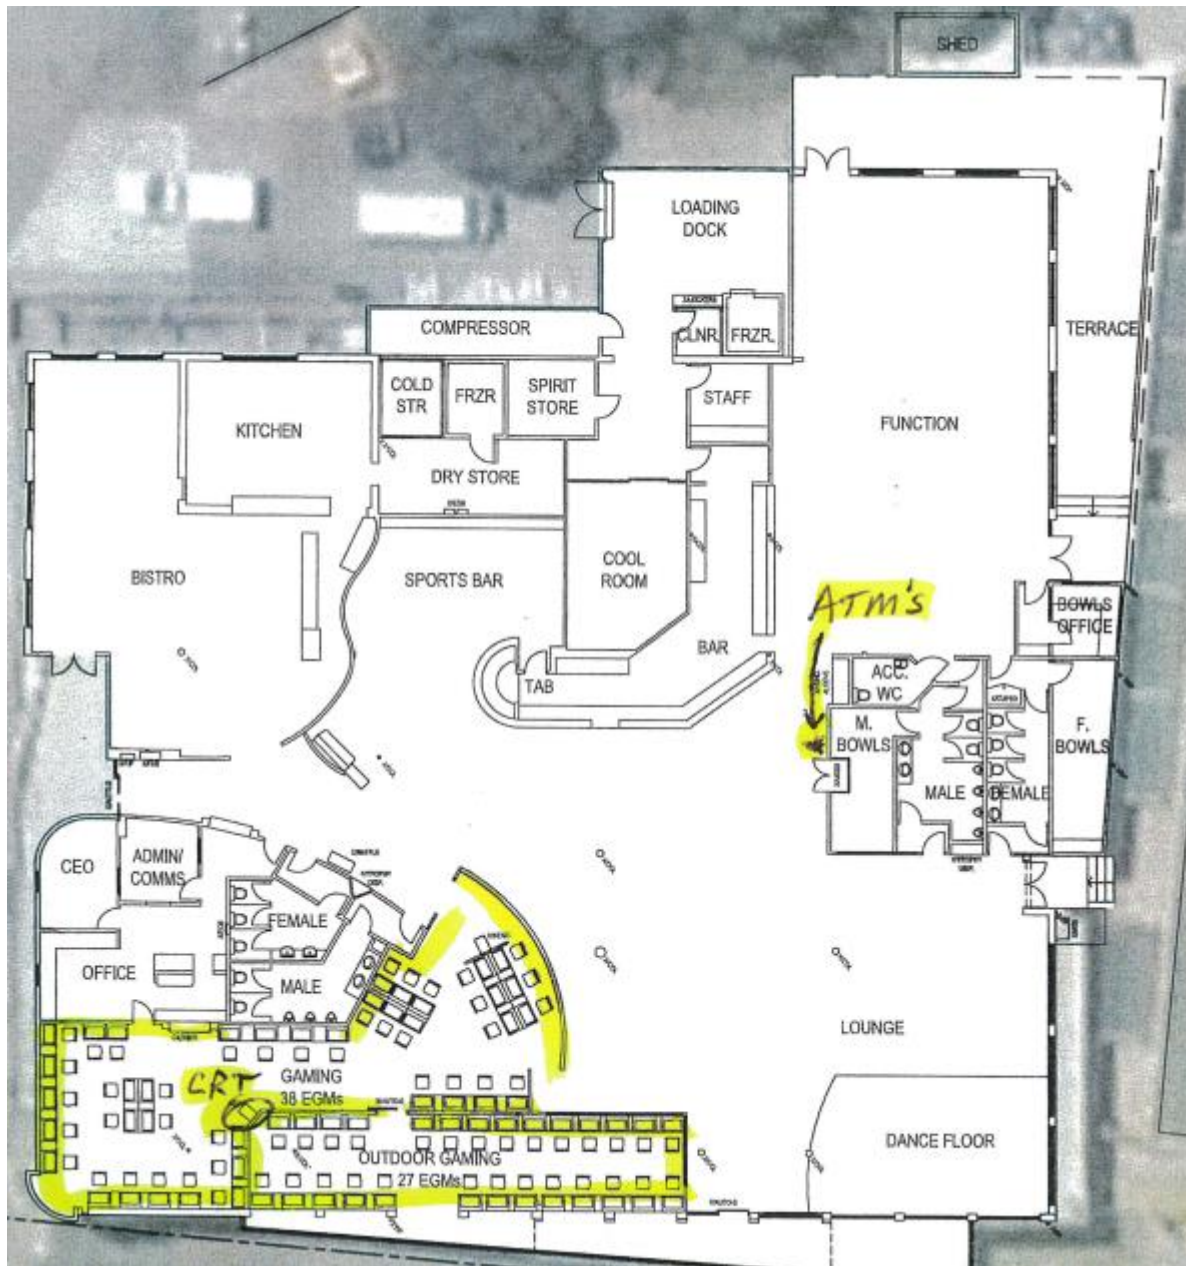 SHED
LOADING
DOCK
COMPRESSOR
CLNR.
FRZR.
TERRACE
COLD
STR
FRZR
SPIRIT
STORE
STAFF
KITCHEN
FUNCTION
DRY STORE
BISTRO
SPORTS BAR
COOL
ROOM
ATM's
BOWLS
OFFICE
BAR
TAB
ACC.
WC
M.
BOWLS
F.
BOWLS
MALE
FEMALE
CEO
ADMIN/
COMMS
FEMALE
OFFICE
MALE
LOUNGE
CRT
GAMING
38 EGMs
OUTDOOR GAMING
27 EGMs
DANCE FLOOR